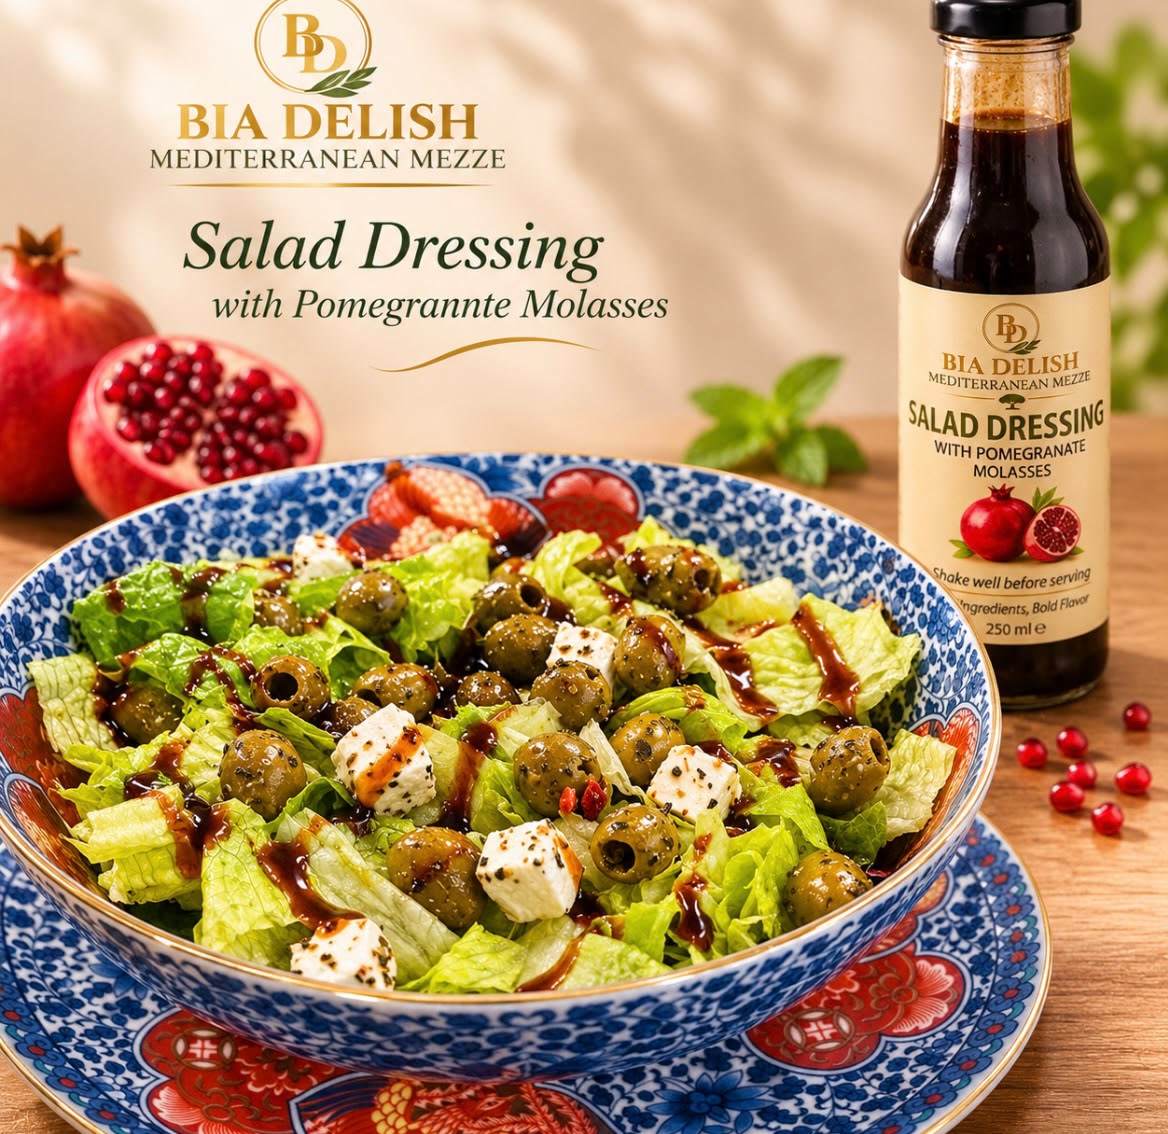 BD
BIA DELISH
MEDITERRANEAN MEZZE
Salad Dressing
with Pomegrannte Molasses
BD
BIA DELISH
MEDITERRANEAN MEZZE
SALAD DRESSING
WITH POMEGRANATE
MOLASSES
Shake well before serving
Ingredients, Bold Flavor
250 ml e